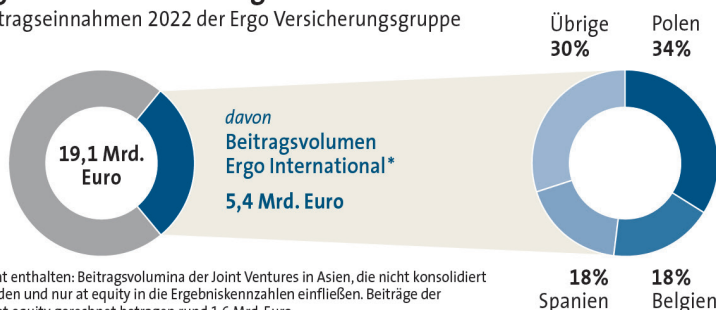 tragseinnahmen 2022 der Ergo Versicherungsgruppe
Übrige
30%
Polen
34%
19,1 Mrd.
Euro
davon
Beitragsvolumen
Ergo International*
5,4 Mrd. Euro
18%
Spanien
18%
Belgien
nt enthalten: Beitragsvolumina der Joint Ventures in Asien, die nicht konsolidiert
den und nur at equity in die Ergebniskennzahlen einfließen. Beiträge der